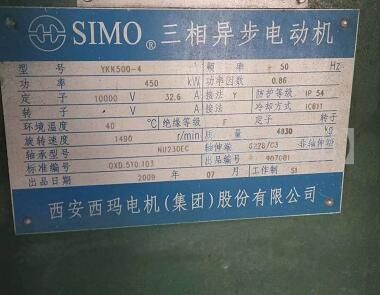 SIMO® 三相异步电动机
型号 YKK500-4 频率 50 Hz
功率 450 kW 功率因数 0.86
定子 10000 V 32.6 A 接法 Y 防护等级 IP 54
转子 V A 接法 冷却方式 IC611
环境温度 40 ℃ 绝缘等级 F 定子 转子
旋转速度 1490 r/min 质量 4830 kg
轴承型号 NU230EC 轴伸端 6228/C3 非轴伸端
标准编号 OXD.510.103 出品编号 907081
出品日期 2009 年 07 月 工作制 S1
西安西玛电机(集团)股份有限公司